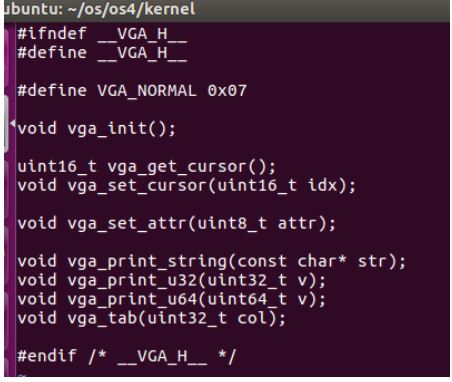 ubuntu: ~/os/os4/kernel
#ifndef __VGA_H__
#define __VGA_H__
#define VGA_NORMAL 0x07
void vga_init();
uint16_t vga_get_cursor();
void vga_set_cursor(uint16_t idx);
void vga_set_attr(uint8_t attr);
void vga_print_string(const char* str);
void vga_print_u32(uint32_t v);
void vga_print_u64(uint64_t v);
void vga_tab(uint32_t col);
#endif /* __VGA_H__ */
~